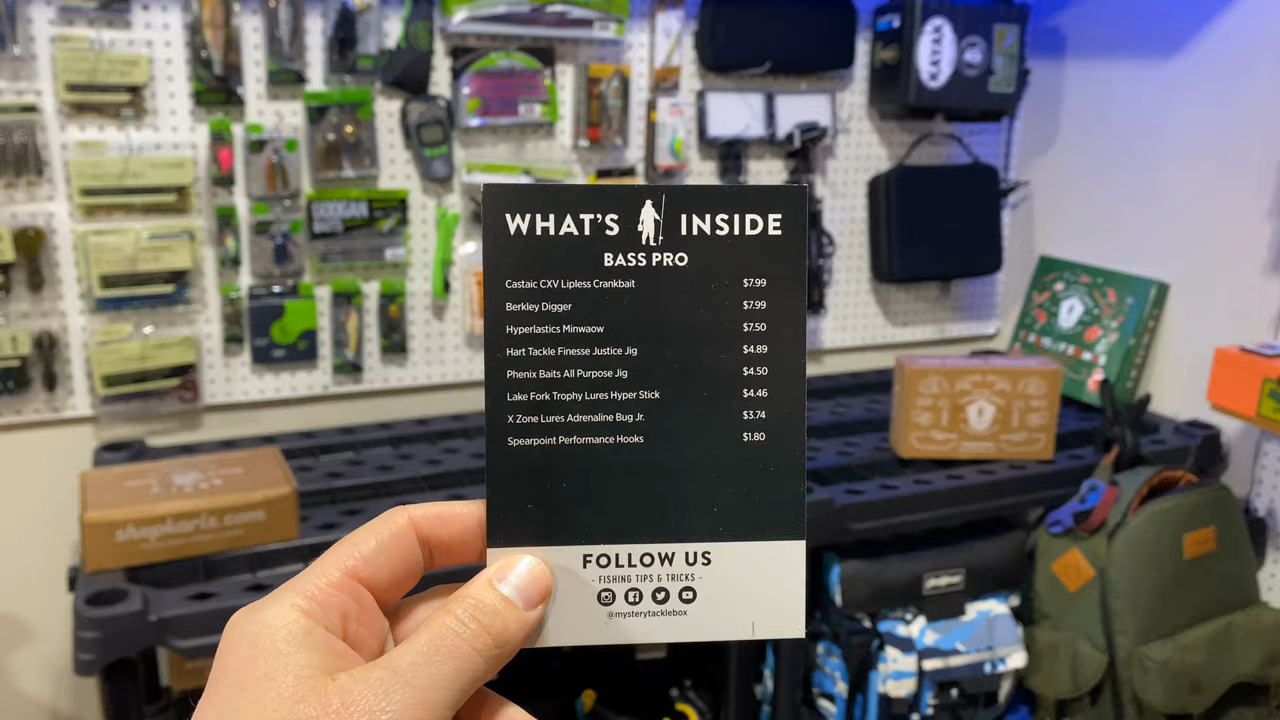 KAYAK
GOOGAN
WHAT'S INSIDE
BASS PRO
Castaic CXV Lipless Crankbait $7.99
Berkley Digger $7.99
Hyperlastics Minwaow $7.50
Hart Tackle Finesse Justice Jig $4.89
Phenix Baits All Purpose Jig $4.50
Lake Fork Trophy Lures Hyper Stick $4.46
X Zone Lures Adrenaline Bug Jr. $3.74
Spearpoint Performance Hooks $1.80
shopkarls.com
FOLLOW US
- FISHING TIPS & TRICKS -
@mysterytacklebox